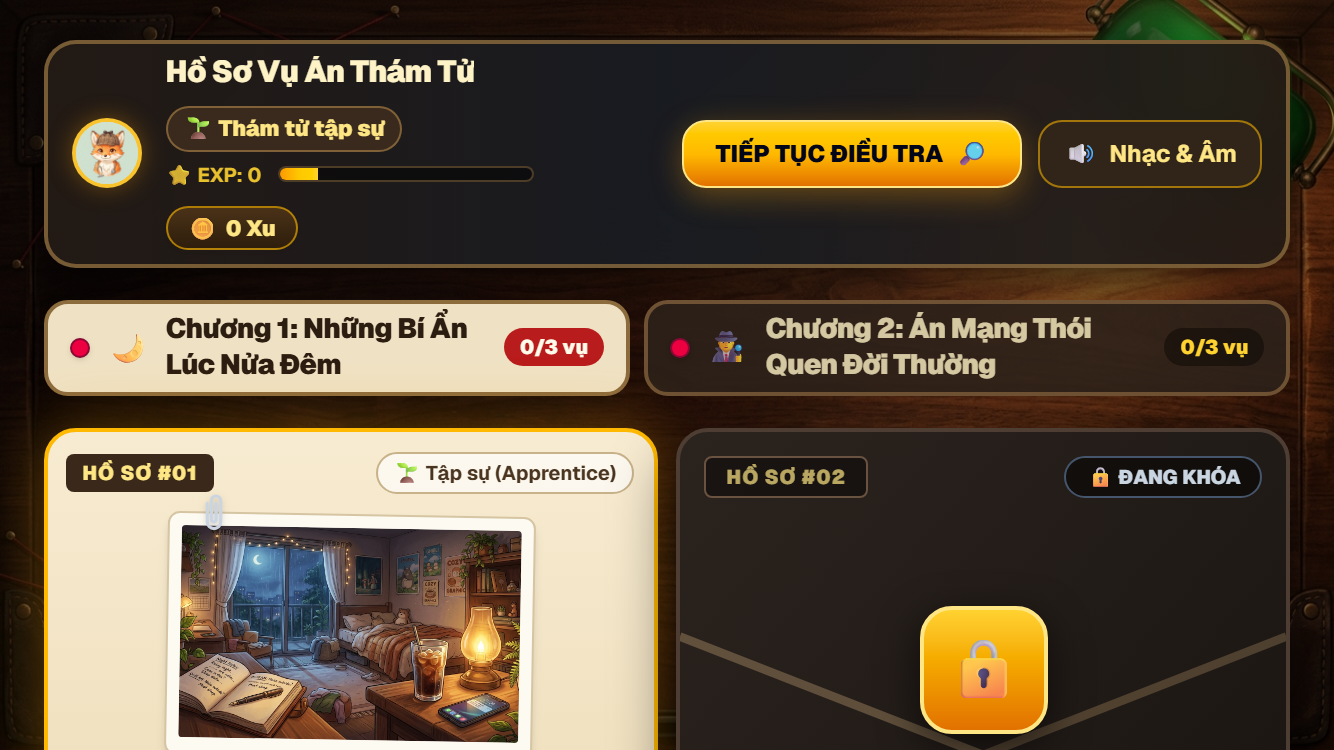 Hồ Sơ Vụ Án Thám Tử
Thám tử tập sự
EXP: 0
0 Xu
TIẾP TỤC ĐIỀU TRA
Nhạc & Âm
Chương 1: Những Bí Ẩn
Lúc Nửa Đêm
0/3 vụ
Chương 2: Án Mạng Thói
Quen Đời Thường
0/3 vụ
HỒ SƠ #01
Tập sự (Apprentice)
HỒ SƠ #02
ĐANG KHÓA